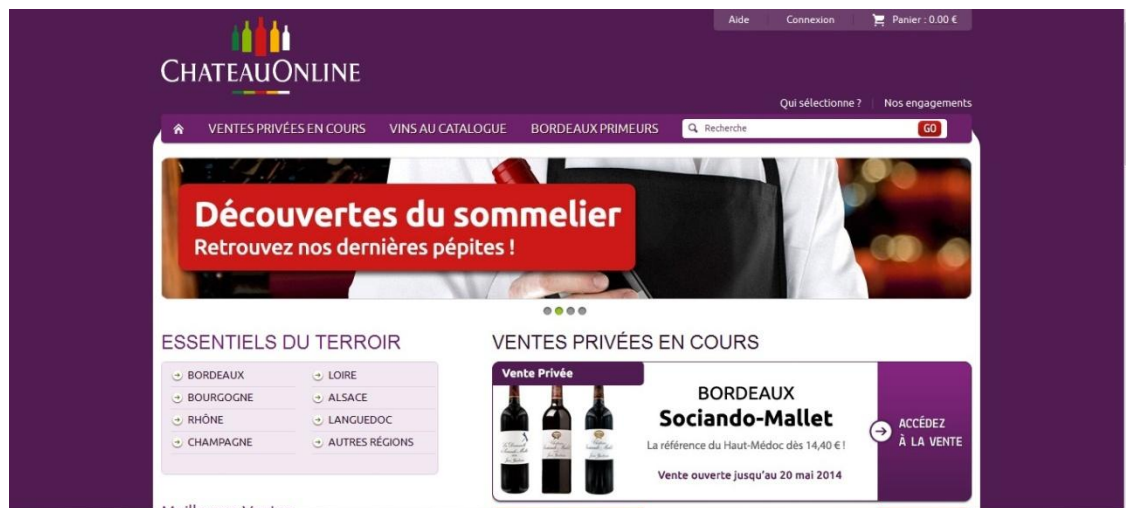 Aide
Connexion
Panier : 0.00 €
CHATEAUONLINE
Qui sélectionne ?
Nos engagements
VENTES PRIVÉES EN COURS
VINS AU CATALOGUE
BORDEAUX PRIMEURS
Recherche
GO
Découvertes du sommelier
Retrouvez nos dernières pépites !
ESSENTIELS DU TERROIR
BORDEAUX
LOIRE
BOURGOGNE
ALSACE
RHÔNE
LANGUEDOC
CHAMPAGNE
AUTRES RÉGIONS
VENTES PRIVÉES EN COURS
Vente Privée
BORDEAUX
Sociando-Mallet
La référence du Haut-Médoc dès 14,40 € !
Vente ouverte jusqu'au 20 mai 2014
ACCÉDEZ
À LA VENTE